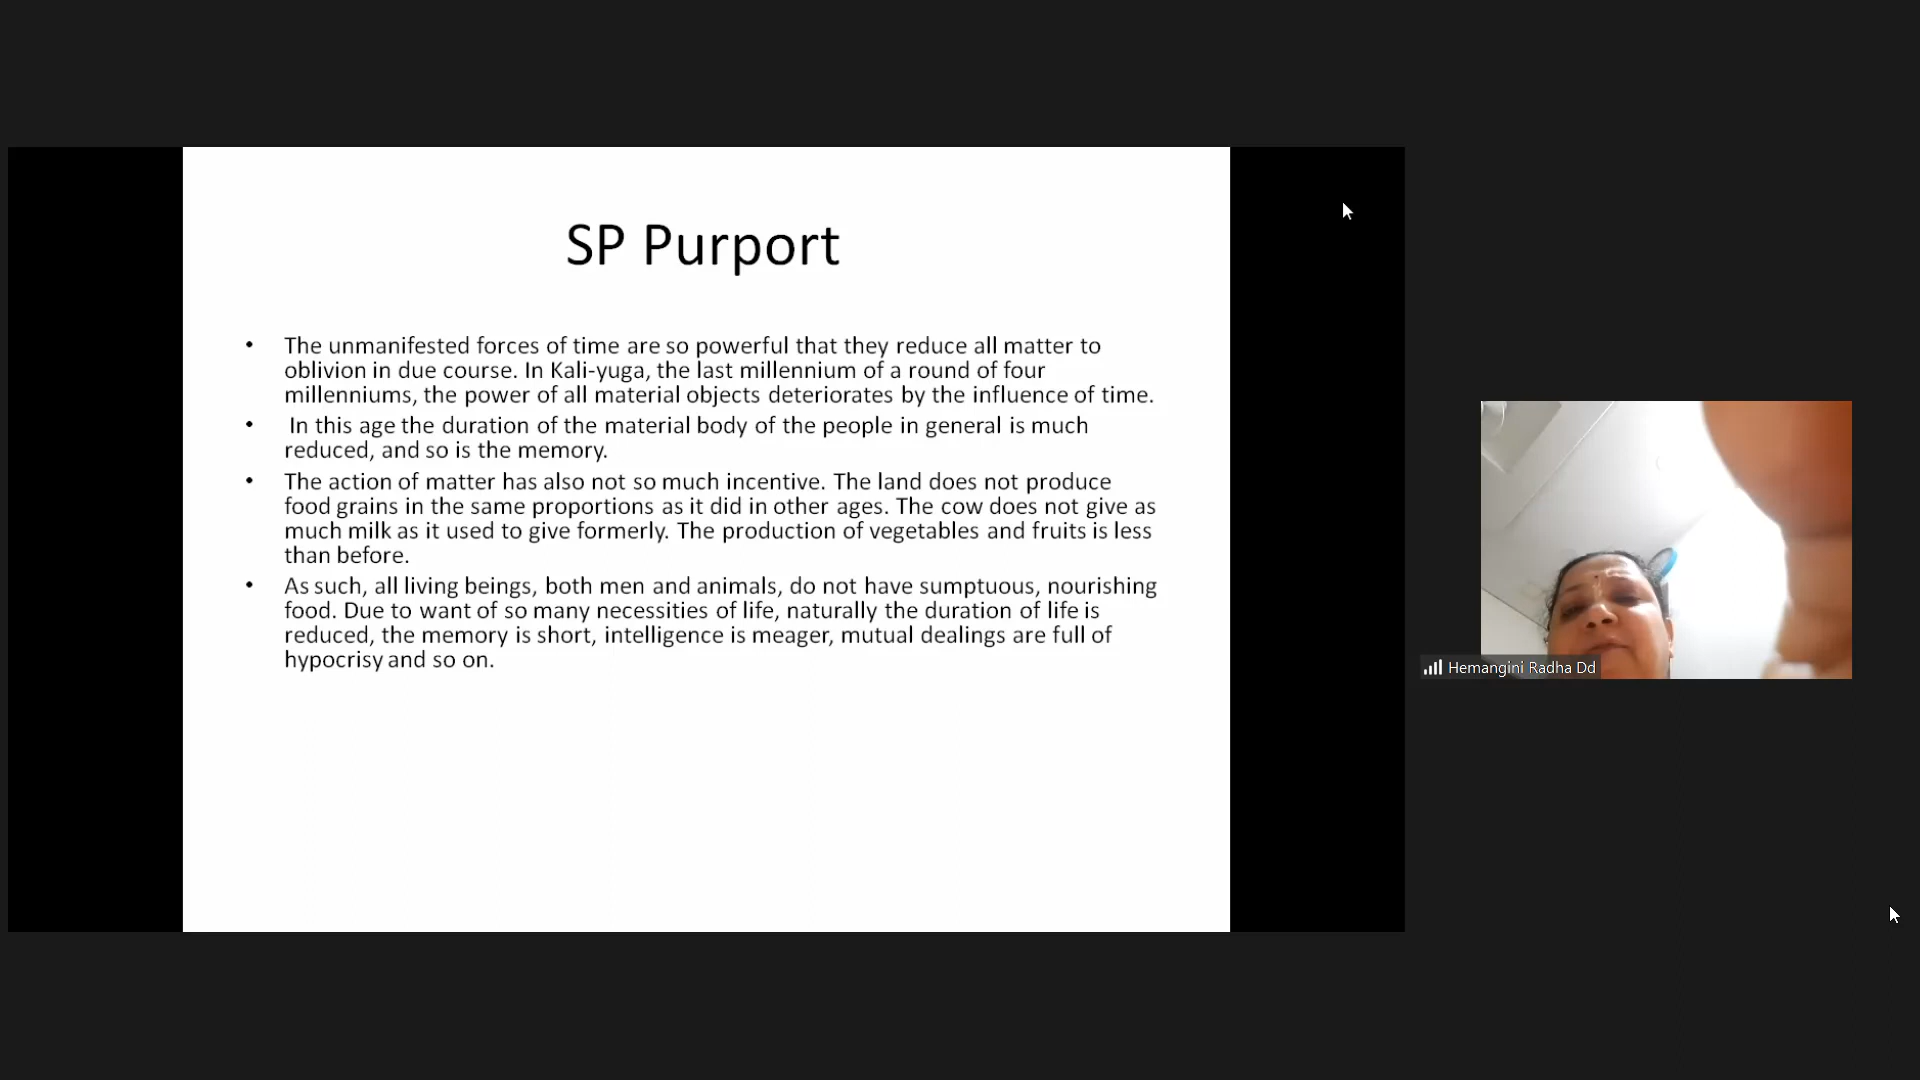 SP Purport
• The unmanifested forces of time are so powerful that they reduce all matter to
oblivion in due course. In Kali-yuga, the last millennium of a round of four
millenniums, the power of all material objects deteriorates by the influence of time.
• In this age the duration of the material body of the people in general is much
reduced, and so is the memory.
• The action of matter has also not so much incentive. The land does not produce
food grains in the same proportions as it did in other ages. The cow does not give as
much milk as it used to give formerly. The production of vegetables and fruits is less
than before.
• As such, all living beings, both men and animals, do not have sumptuous, nourishing
food. Due to want of so many necessities of life, naturally the duration of life is
reduced, the memory is short, intelligence is meager, mutual dealings are full of
hypocrisy and so on.
Hemangini Radha Dd